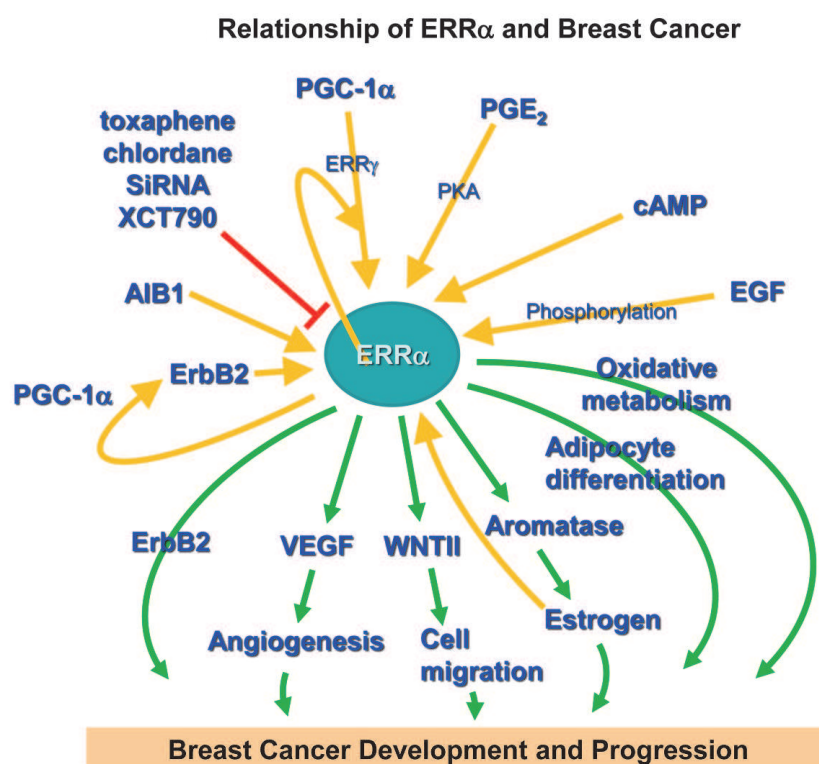 Relationship of ERRα and Breast Cancer
PGC-1α
PGE₂
toxaphene
chlordane
SiRNA
XCT790
ERRγ
PKA
cAMP
AIB1
EGF
Phosphorylation
ERRα
ErbB2
PGC-1α
Oxidative
metabolism
Adipocyte
differentiation
Aromatase
ErbB2
VEGF
WNTII
Estrogen
Angiogenesis
Cell
migration
Breast Cancer Development and Progression